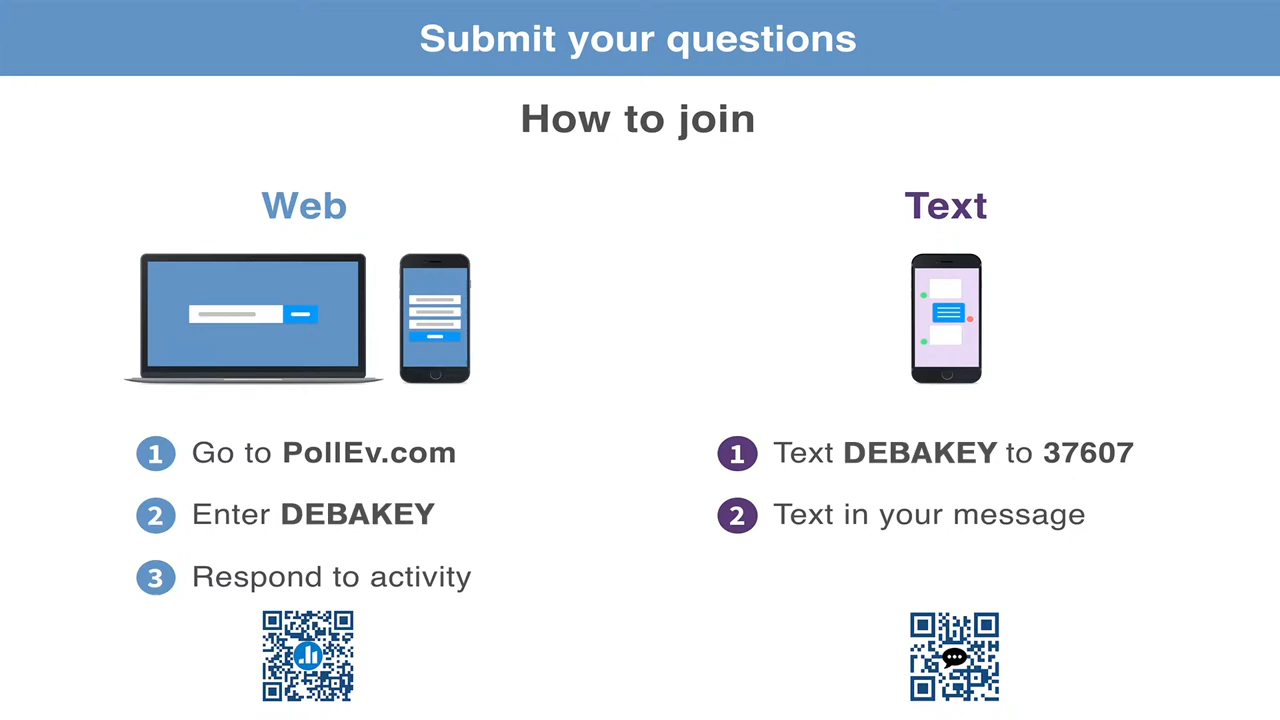 Submit your questions
How to join
Web
1 Go to PollEv.com
2 Enter DEBAKEY
3 Respond to activity
Text
1 Text DEBAKEY to 37607
2 Text in your message